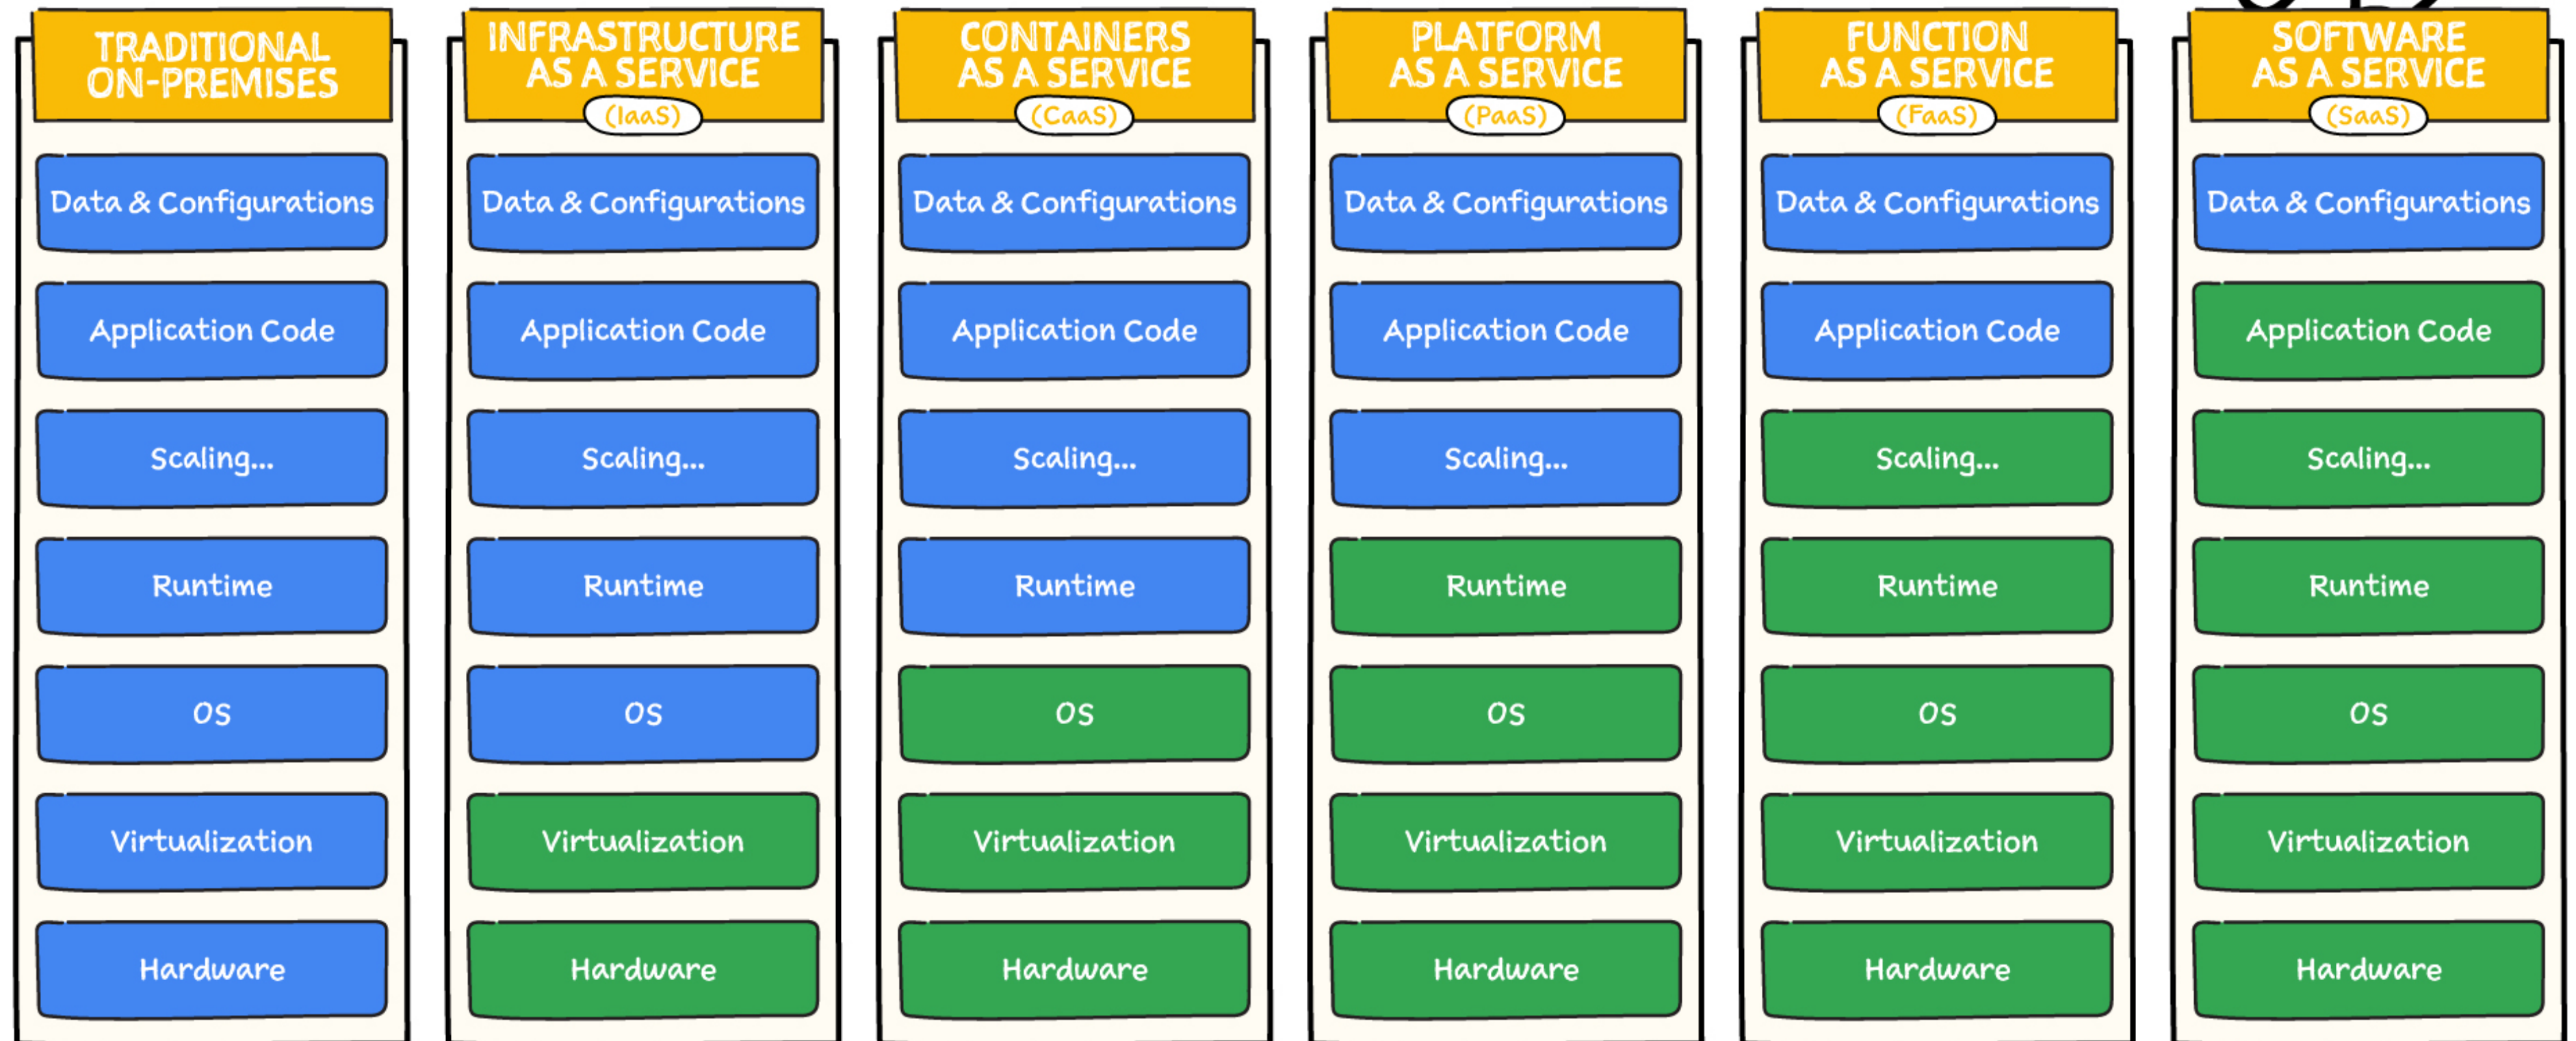 TRADITIONAL
ON-PREMISES
Data & Configurations
Application Code
Scaling...
Runtime
OS
Virtualization
Hardware
INFRASTRUCTURE
AS A SERVICE
(IaaS)
Data & Configurations
Application Code
Scaling...
Runtime
OS
Virtualization
Hardware
CONTAINERS
AS A SERVICE
(CaaS)
Data & Configurations
Application Code
Scaling...
Runtime
OS
Virtualization
Hardware
PLATFORM
AS A SERVICE
(PaaS)
Data & Configurations
Application Code
Scaling...
Runtime
OS
Virtualization
Hardware
FUNCTION
AS A SERVICE
(FaaS)
Data & Configurations
Application Code
Scaling...
Runtime
OS
Virtualization
Hardware
SOFTWARE
AS A SERVICE
(SaaS)
Data & Configurations
Application Code
Scaling...
Runtime
OS
Virtualization
Hardware